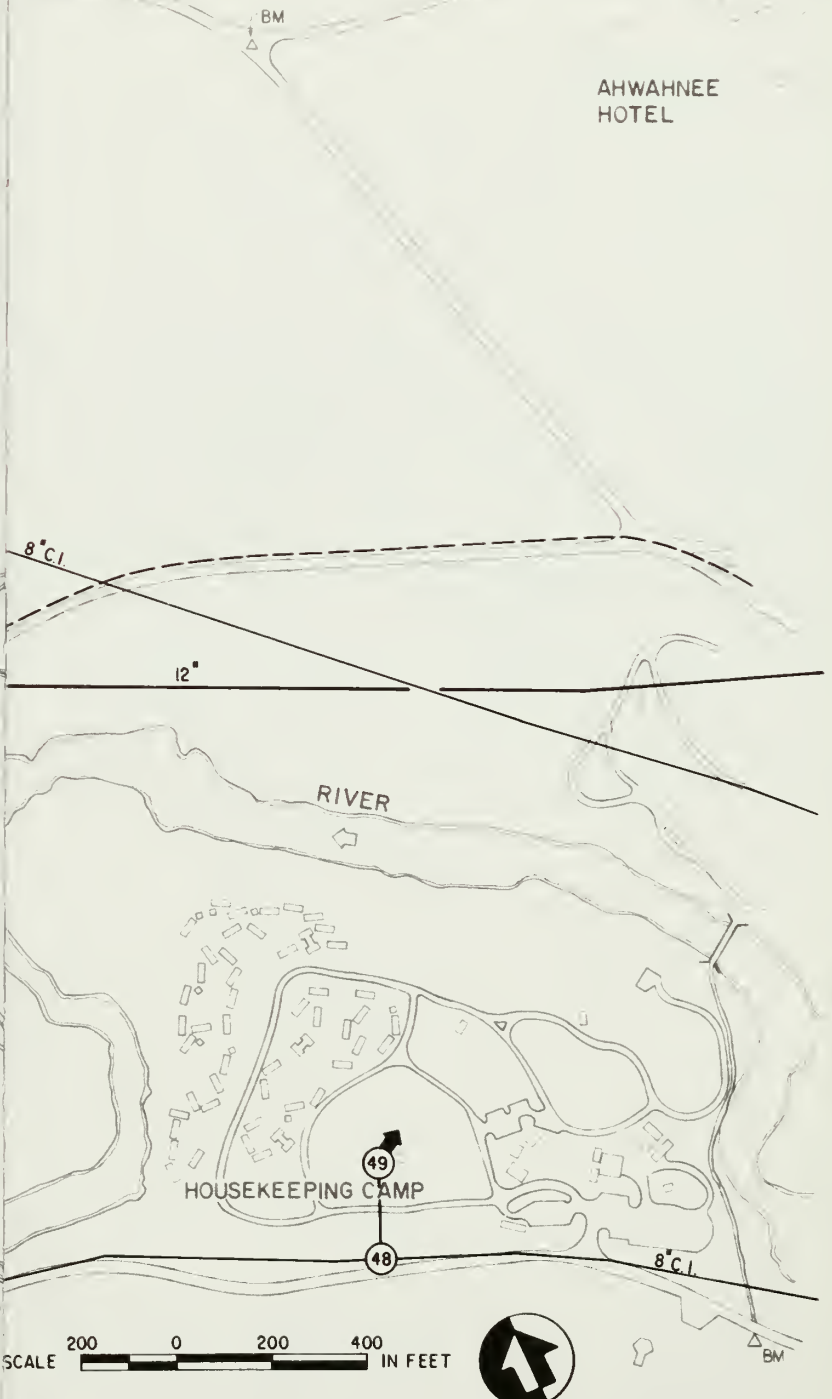 BM
AHWAHNEE
HOTEL
8" C.I.
12"
RIVER
49
HOUSEKEEPING CAMP
48
8" C.I.
200 0 200 400
SCALE IN FEET
BM